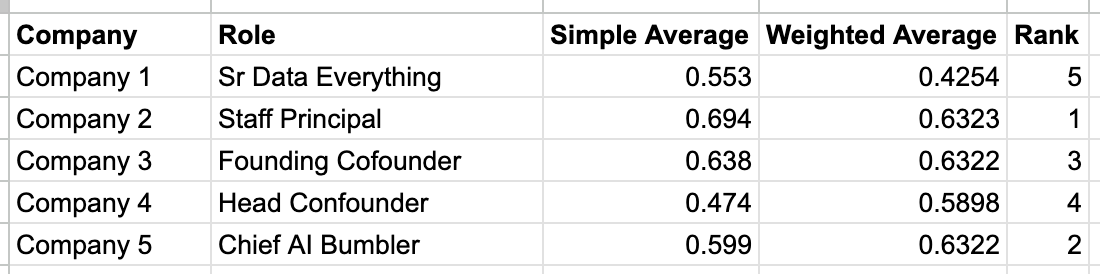 Company Role Simple Average Weighted Average Rank
Company 1 Sr Data Everything 0.553 0.4254 5
Company 2 Staff Principal 0.694 0.6323 1
Company 3 Founding Cofounder 0.638 0.6322 3
Company 4 Head Confounder 0.474 0.5898 4
Company 5 Chief AI Bumbler 0.599 0.6322 2